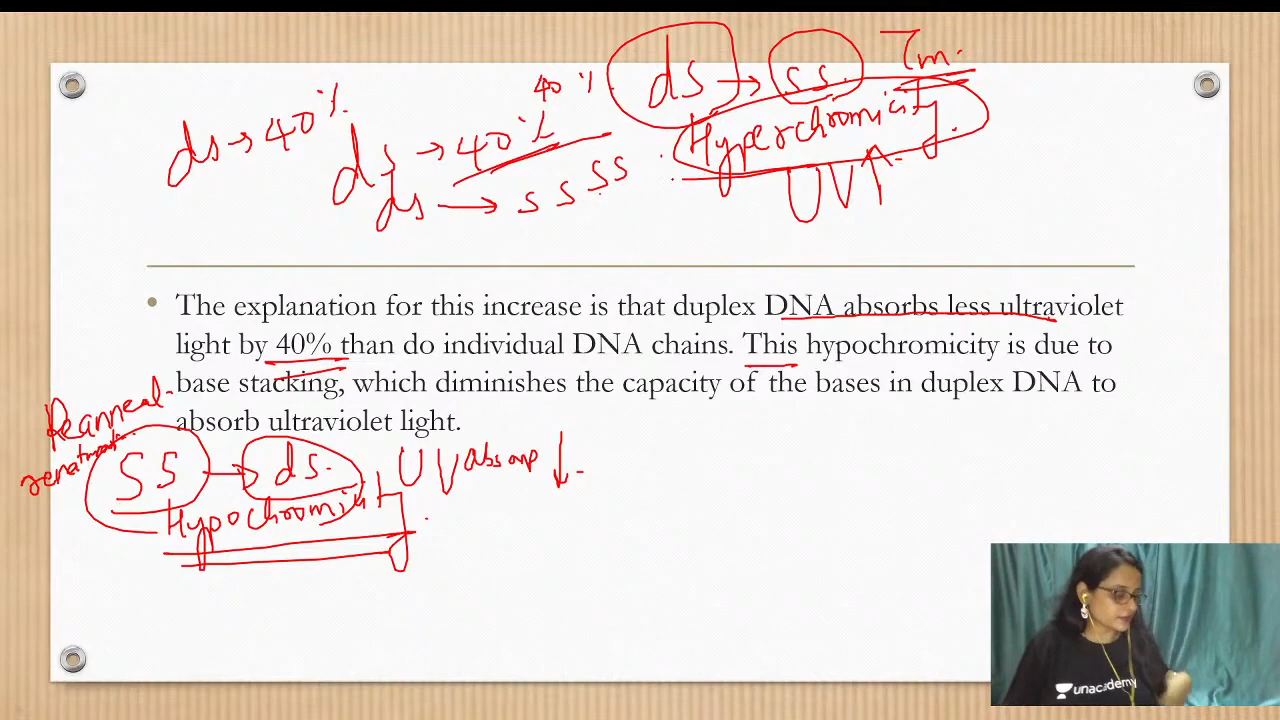 ds → ss Tm.
40 %
ds → 40 %
ds → 40 %
Hyperchromicity.
ds → ss ss
UV↑
• The explanation for this increase is that duplex DNA absorbs less ultraviolet
light by 40% than do individual DNA chains. This hypochromicity is due to
base stacking, which diminishes the capacity of the bases in duplex DNA to
absorb ultraviolet light.
Reanneal
SS → ds. UV absorp ↓
Hypochromicity
unacademy